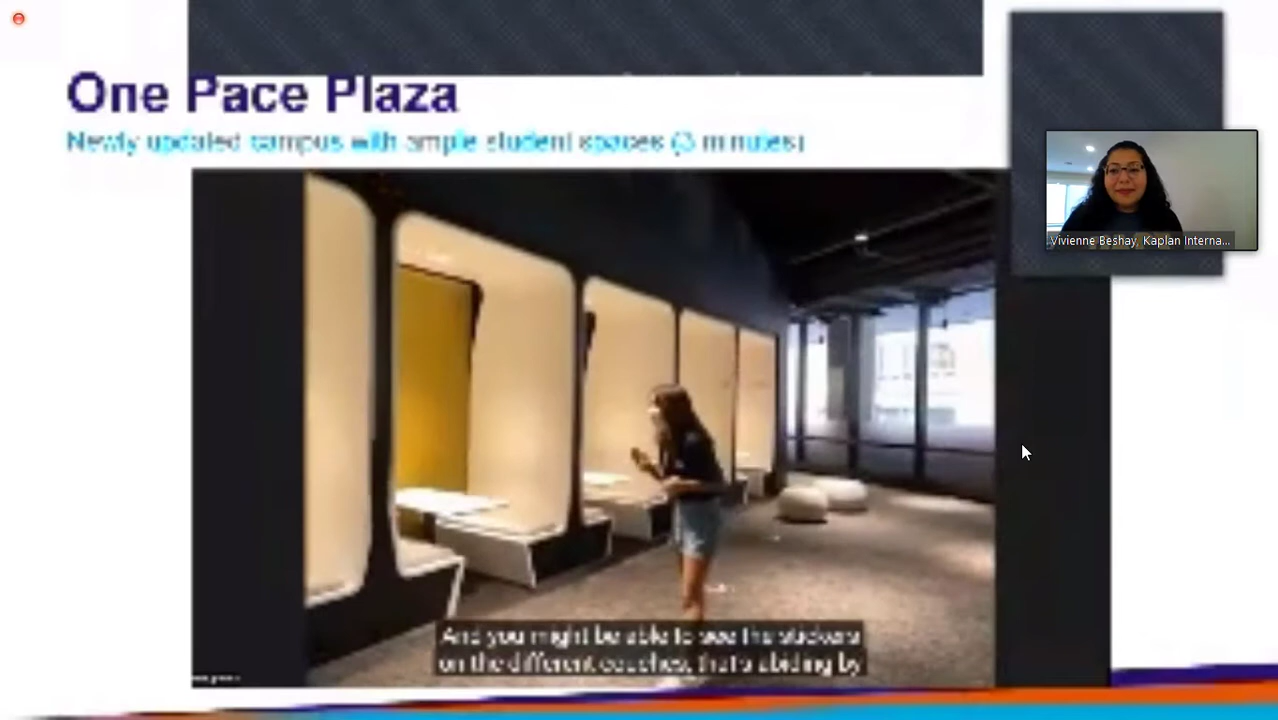 One Pace Plaza
Newly updated campus with ample student spaces (3 minutes)
Vivienne Beshay, Kaplan Interna...
And you might be able to see the stickers
on the different couches, that's abiding by